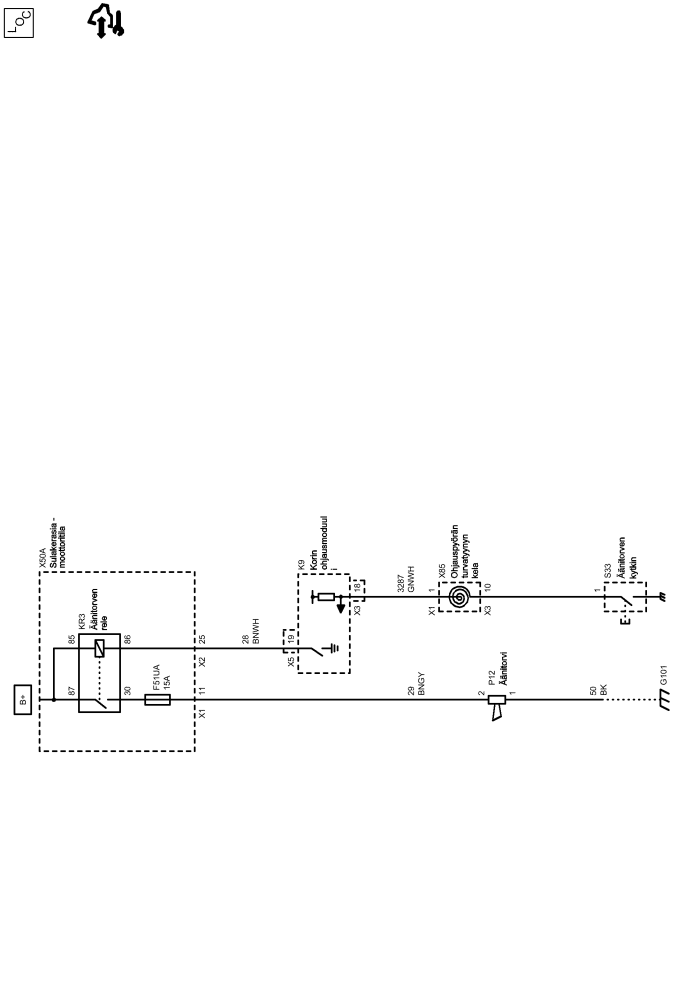 LOC
B+
X50A
Sulakerasia -
moottoritila
KR3
Äänitorven
rele
85
86
87
30
F51UA
15A
25
X2
11
X1
28
BNWH
19
X5
K9
Korin
ohjausmoduul
i
18
X3
3287
GNWH
29
BNGY
1
X1
X85
Ohjauspyörän
turvatyynyn
kela
10
X3
2
P12
Äänitorvi
1
50
BK
1
S33
Äänitorven
kytkin
G101